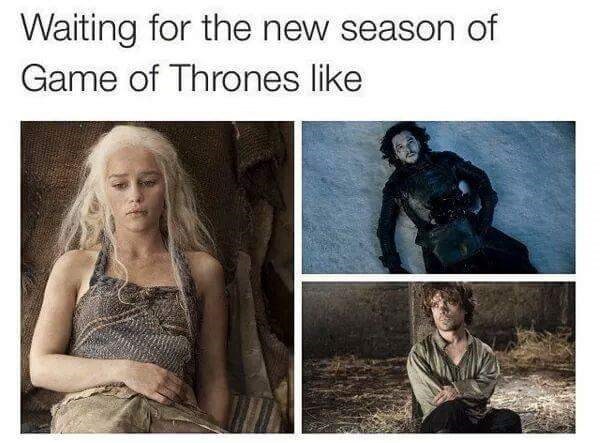 Waiting for the new season of
Game of Thrones like